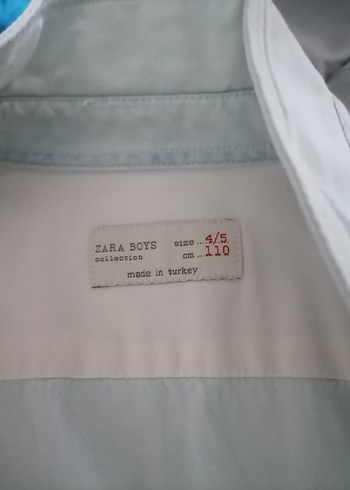 ZARA BOYS size ...4/5
collection cm ...110
made in turkey